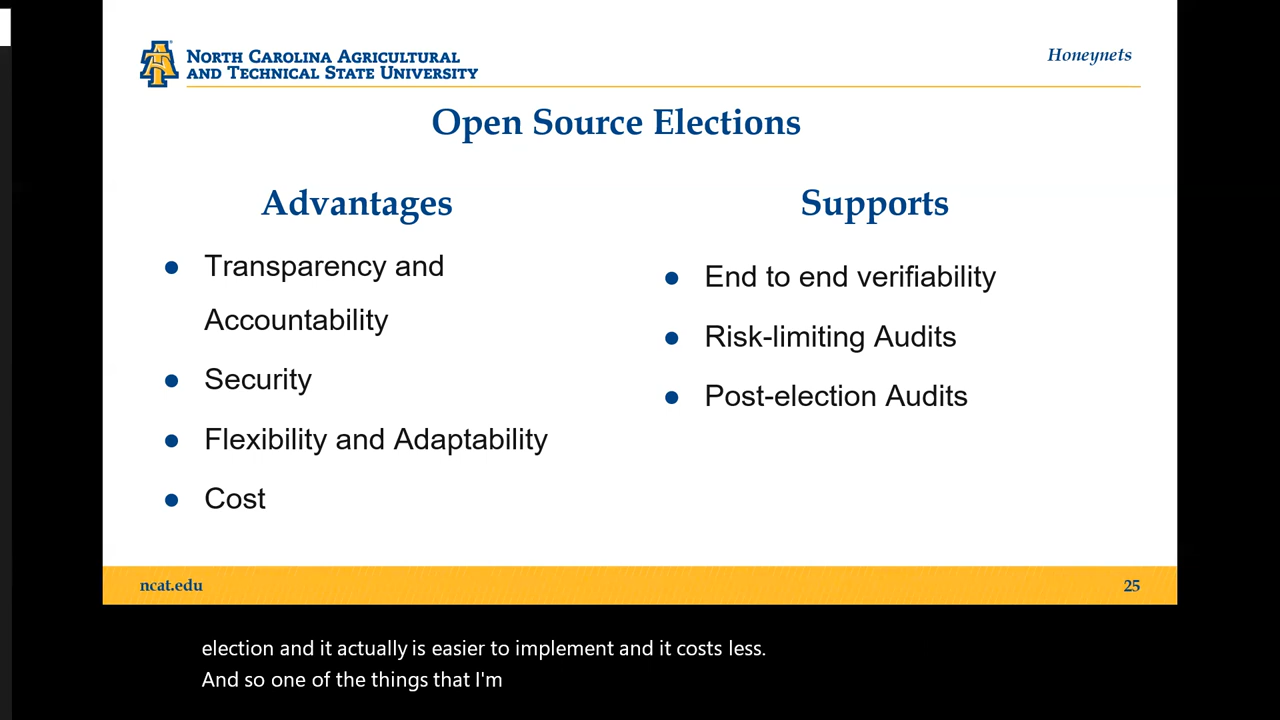 NORTH CAROLINA AGRICULTURAL
AND TECHNICAL STATE UNIVERSITY
Honeynets
Open Source Elections
Advantages
Transparency and
Accountability
Security
Flexibility and Adaptability
Cost
Supports
End to end verifiability
Risk-limiting Audits
Post-election Audits
ncat.edu
25
election and it actually is easier to implement and it costs less.
And so one of the things that I'm